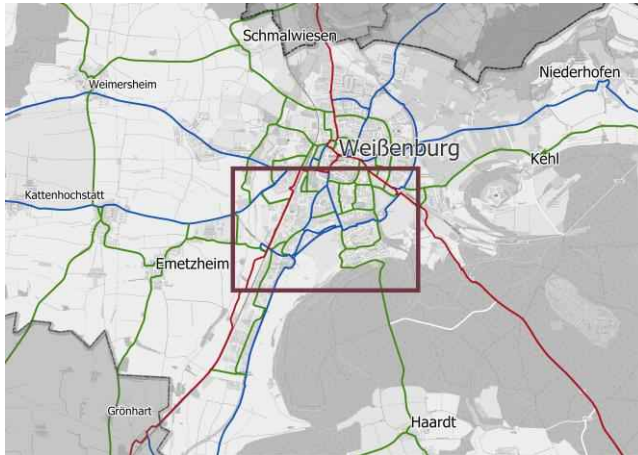 Schmalwiesen
Niederhofen
Weimersheim
Weißenburg
Kehl
Kattenhochstatt
Emetzheim
Grönhart
Haardt